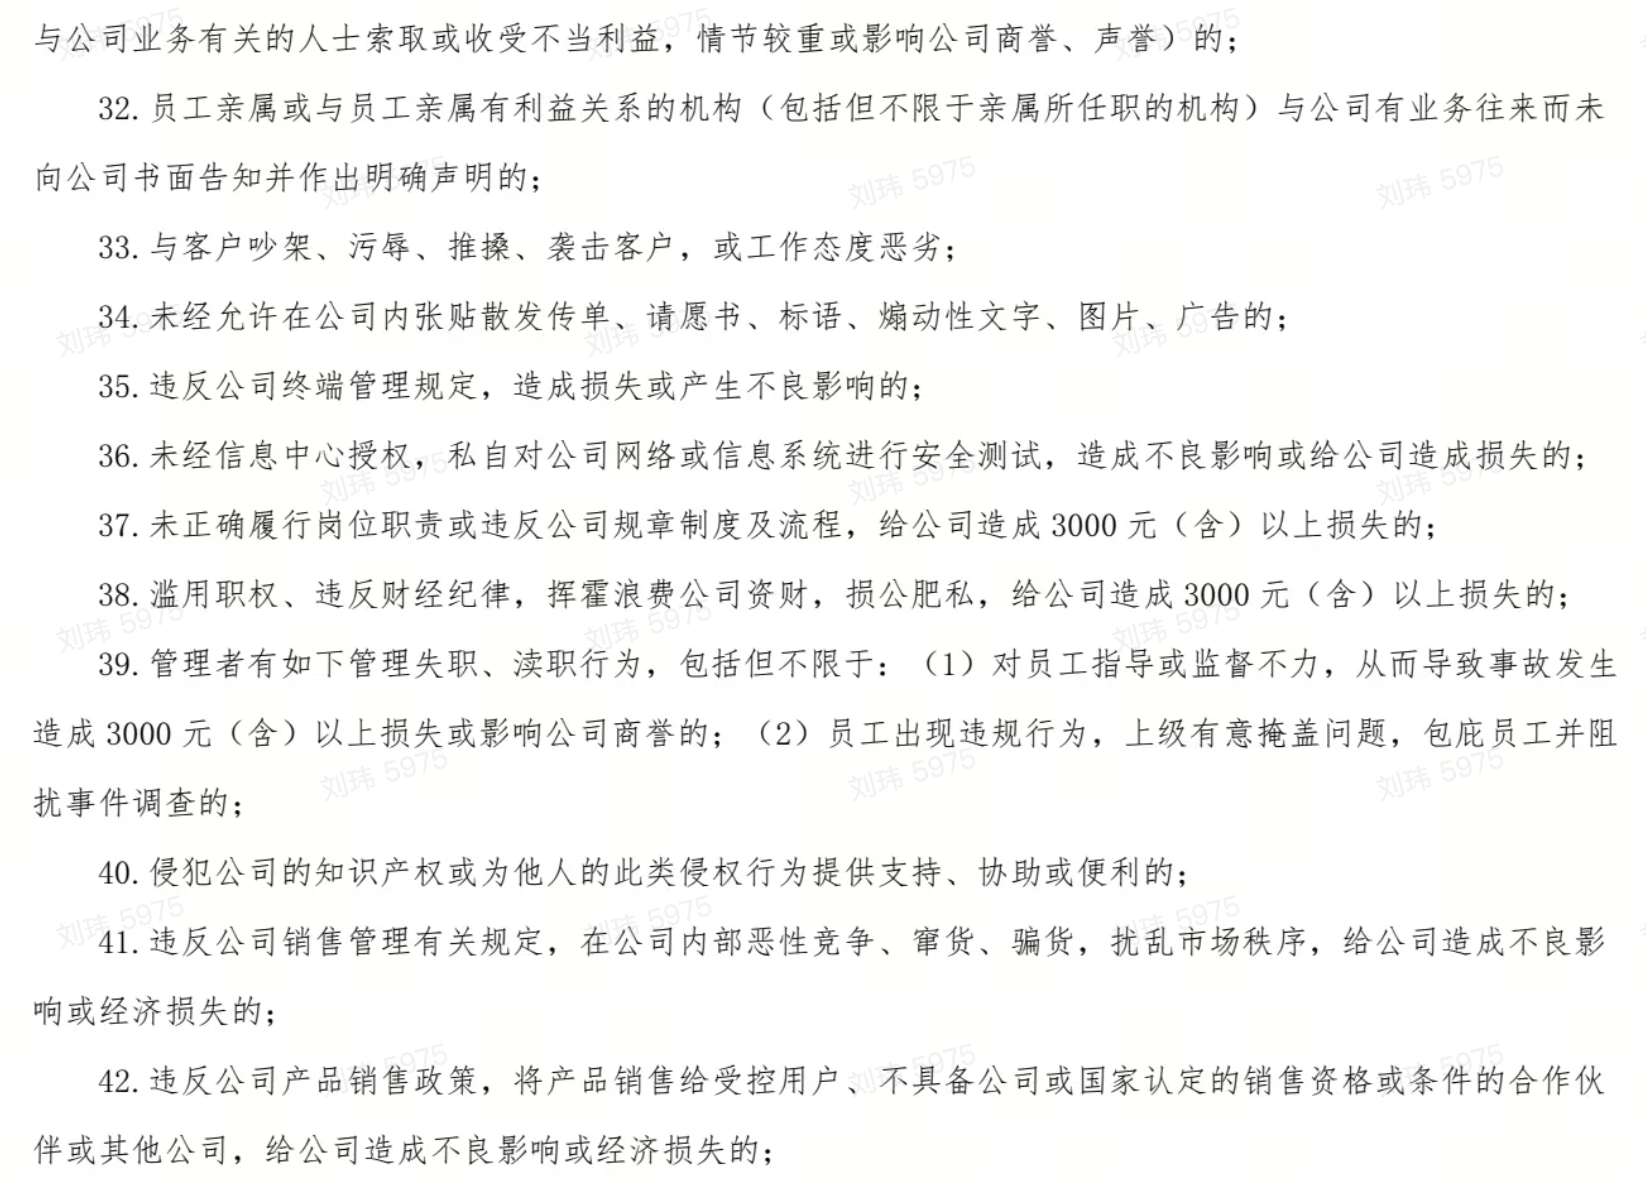 与公司业务有关的人士索取或收受不当利益，情节较重或影响公司商誉、声誉）的；
32.员工亲属或与员工亲属有利益关系的机构（包括但不限于亲属所任职的机构）与公司有业务往来而未
向公司书面告知并作出明确声明的；
33.与客户吵架、污辱、推搡、袭击客户，或工作态度恶劣；
34.未经允许在公司内张贴散发传单、请愿书、标语、煽动性文字、图片、广告的；
35.违反公司终端管理规定，造成损失或产生不良影响的；
36.未经信息中心授权，私自对公司网络或信息系统进行安全测试，造成不良影响或给公司造成损失的；
37.未正确履行岗位职责或违反公司规章制度及流程，给公司造成 3000 元（含）以上损失的；
38.滥用职权、违反财经纪律，挥霍浪费公司资财，损公肥私，给公司造成 3000 元（含）以上损失的；
39.管理者有如下管理失职、渎职行为，包括但不限于：（1）对员工指导或监督不力，从而导致事故发生
造成 3000 元（含）以上损失或影响公司商誉的；（2）员工出现违规行为，上级有意掩盖问题，包庇员工并阻
扰事件调查的；
40.侵犯公司的知识产权或为他人的此类侵权行为提供支持、协助或便利的；
41.违反公司销售管理有关规定，在公司内部恶性竞争、窜货、骗货，扰乱市场秩序，给公司造成不良影
响或经济损失的；
42.违反公司产品销售政策，将产品销售给受控用户、不具备公司或国家认定的销售资格或条件的合作伙
伴或其他公司，给公司造成不良影响或经济损失的；
刘玮 5975